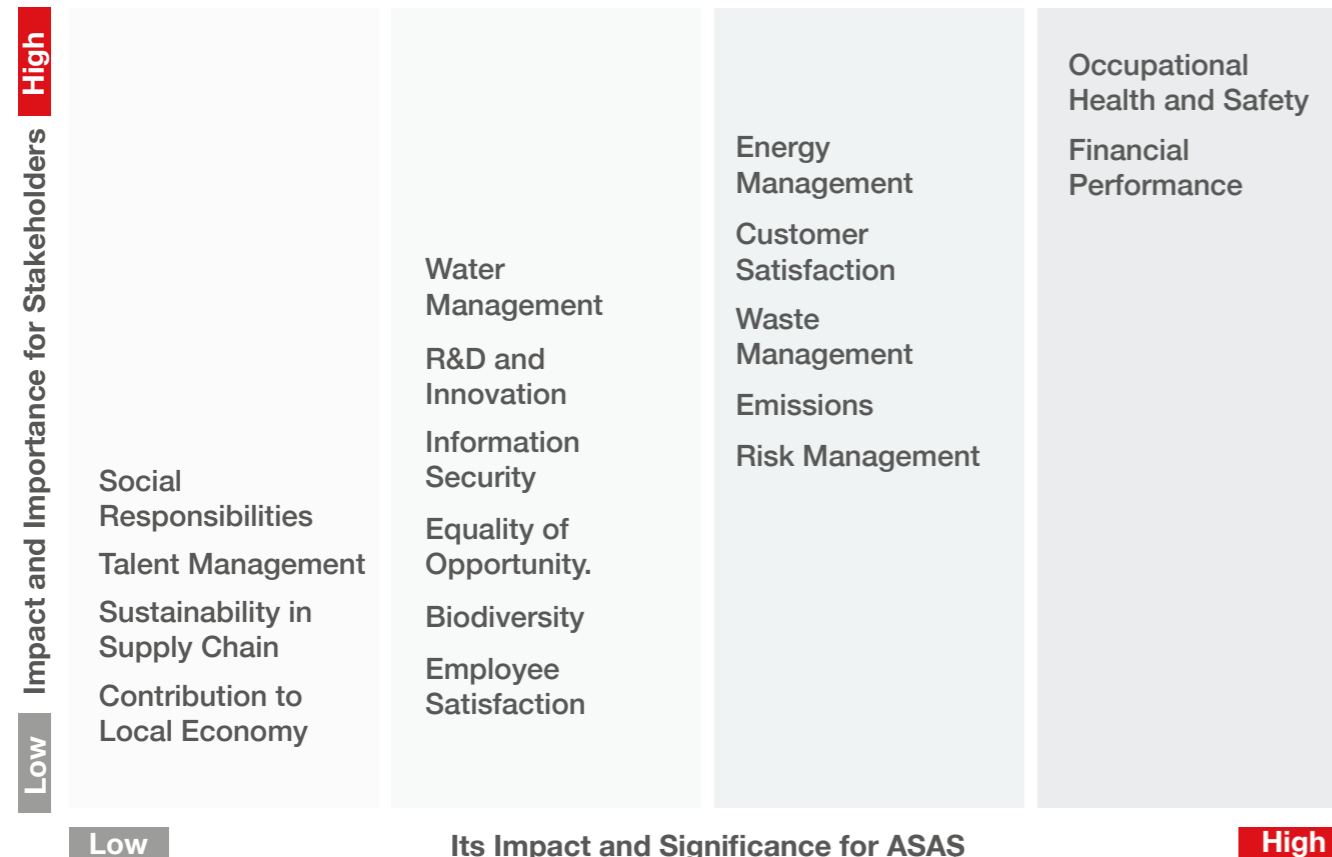 High
Impact and Importance for Stakeholders
Low
Social
Responsibilities
Talent Management
Sustainability in
Supply Chain
Contribution to
Local Economy
Water
Management
R&D and
Innovation
Information
Security
Equality of
Opportunity.
Biodiversity
Employee
Satisfaction
Energy
Management
Customer
Satisfaction
Waste
Management
Emissions
Risk Management
Occupational
Health and Safety
Financial
Performance
Low
Its Impact and Significance for ASAS
High